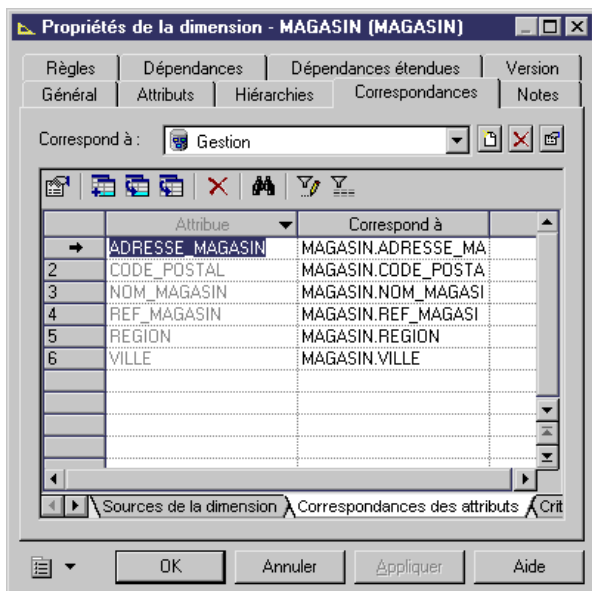 Propriétés de la dimension - MAGASIN (MAGASIN)
Règles Dépendances Dépendances étendues Version
Général Attributs Hiérarchies Correspondances Notes
Correspond à : Gestion
Attribue Correspond à
ADRESSE_MAGASIN MAGASIN.ADRESSE_MA
2 CODE_POSTAL MAGASIN.CODE_POSTA
3 NOM_MAGASIN MAGASIN.NOM_MAGASI
4 REF_MAGASIN MAGASIN.REF_MAGASI
5 REGION MAGASIN.REGION
6 VILLE MAGASIN.VILLE
Sources de la dimension Correspondances des attributs Crit
OK Annuler Appliquer Aide